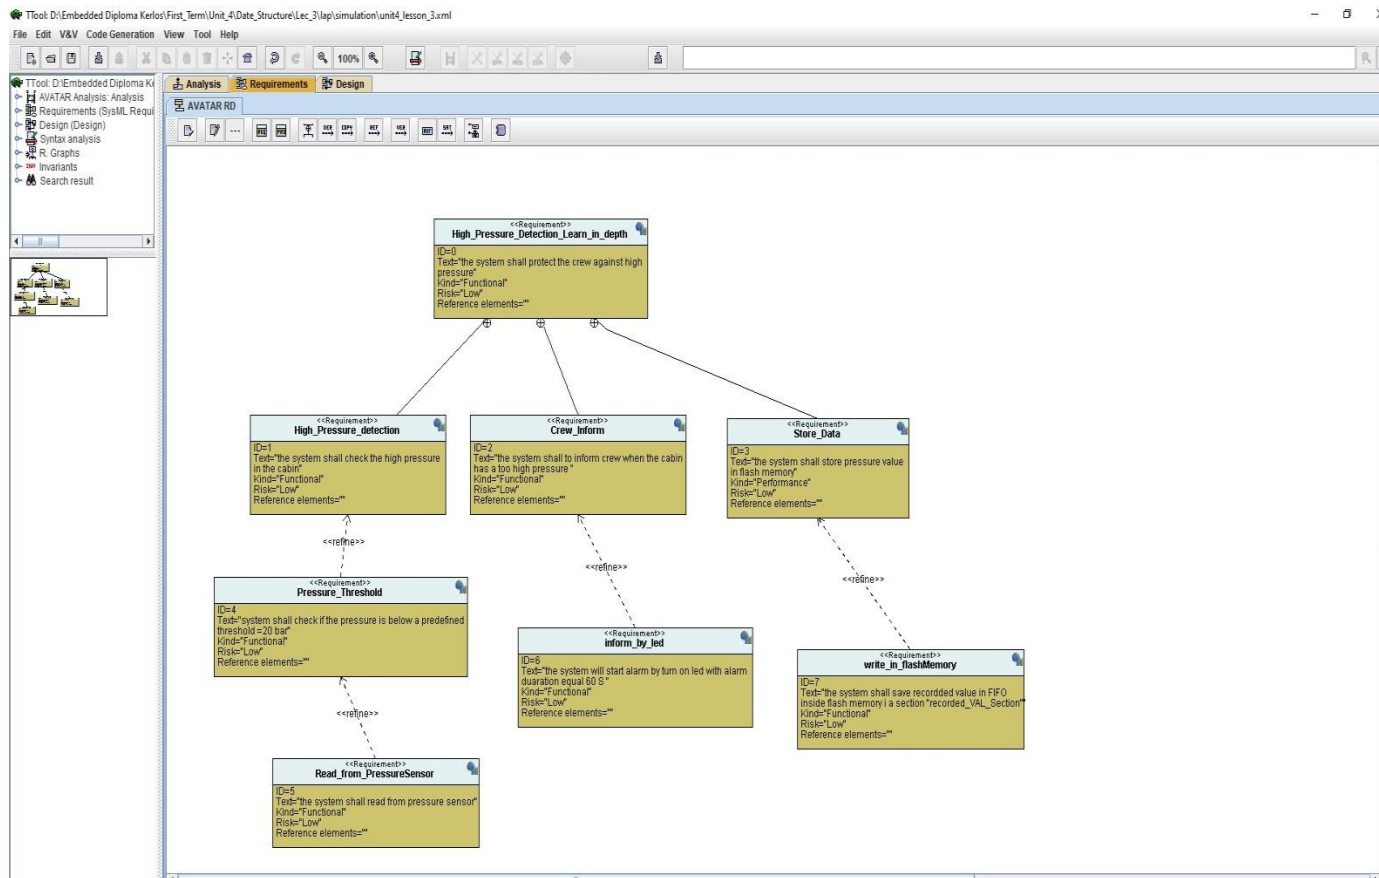 TTool: D:\Embedded Diploma Kerlos\First_Term\Unit_4\Date_Structure\Lec_3\lap\simulation\unit4_lesson_3.xml
File Edit V&V Code Generation View Tool Help
100%
TTool: D:\Embedded Diploma Ke
AVATAR Analysis: Analysis
Requirements (SysML Requi
Design (Design)
Syntax analysis
R. Graphs
Invariants
Search result
Analysis Requirements Design
AVATAR RD
<<Requirement>>
High_Pressure_Detection_Learn_in_depth
ID=0
Text="the system shall protect the crew against high
pressure"
Kind="Functional"
Risk="Low"
Reference elements=""
<<Requirement>>
High_Pressure_detection
ID=1
Text="the system shall check the high pressure
in the cabin"
Kind="Functional"
Risk="Low"
Reference elements=""
<<Requirement>>
Crew_Inform
ID=2
Text="the system shall to inform crew when the cabin
has a too high pressure "
Kind="Functional"
Risk="Low"
Reference elements=""
<<Requirement>>
Store_Data
ID=3
Text="the system shall store pressure value
in flash memory"
Kind="Performance"
Risk="Low"
Reference elements=""
<<refine>>
<<refine>>
<<refine>>
<<Requirement>>
Pressure_Threshold
ID=4
Text="system shall check if the pressure is below a predefined
threshold =20 bar"
Kind="Functional"
Risk="Low"
Reference elements=""
<<Requirement>>
inform_by_led
ID=6
Text="the system will start alarm by turn on led with alarm
duaration equal 60 S "
Kind="Functional"
Risk="Low"
Reference elements=""
<<Requirement>>
write_in_flashMemory
ID=7
Text="the system shall save recordded value in FIFO
inside flash memory i a section "recorded_VAL_Section""
Kind="Functional"
Risk="Low"
Reference elements=""
<<refine>>
<<Requirement>>
Read_from_PressureSensor
ID=5
Text="the system shall read from pressure sensor"
Kind="Functional"
Risk="Low"
Reference elements=""